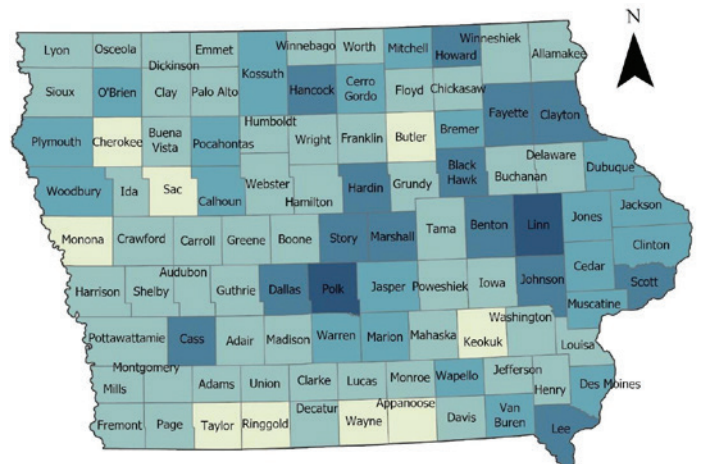 N
Lyon Osceola Emmet Winnebago Worth Mitchell Howard Winneshiek Allamakee
Dickinson Kossuth
Sioux O'Brien Clay Palo Alto Hancock Cerro Gordo Floyd Chickasaw
Fayette Clayton
Plymouth Cherokee Buena Vista Pocahontas Humboldt Wright Franklin Butler Bremer
Woodbury Ida Sac Calhoun Webster Hamilton Hardin Grundy Black Hawk Buchanan Delaware Dubuque
Monona Crawford Carroll Greene Boone Story Marshall Tama Benton Linn Jones Jackson
Clinton
Harrison Shelby Audubon Guthrie Dallas Polk Jasper Poweshiek Iowa Johnson Cedar Scott
Muscatine
Pottawattamie Cass Adair Madison Warren Marion Mahaska Keokuk Washington Louisa
Mills Montgomery Adams Union Clarke Lucas Monroe Wapello Jefferson Henry Des Moines
Fremont Page Taylor Ringgold Decatur Wayne Appanoose Davis Van Buren Lee